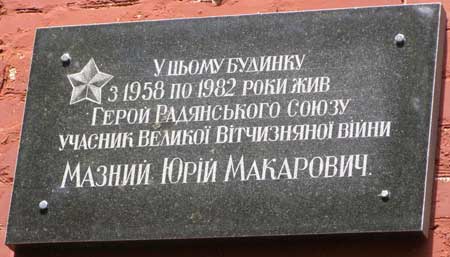 У цьому будинку
з 1958 по 1982 роки жив
Герой Радянського Союзу
учасник Великої Вітчизняної війни
Мазний Юрій Макарович.